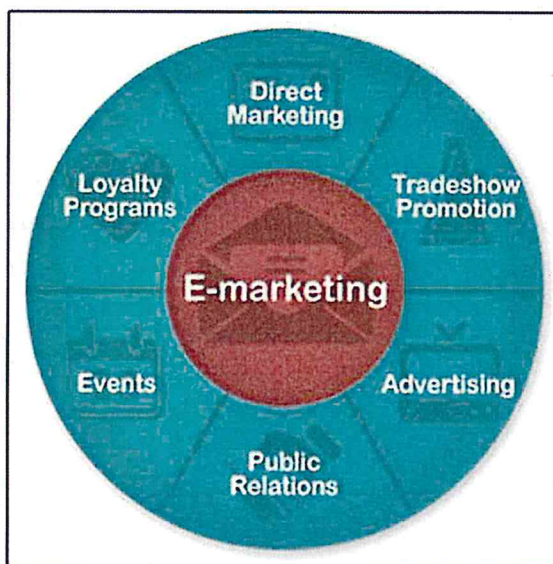 Direct
Marketing
Loyalty
Programs
Tradeshow
Promotion
E-marketing
Events
Advertising
Public
Relations